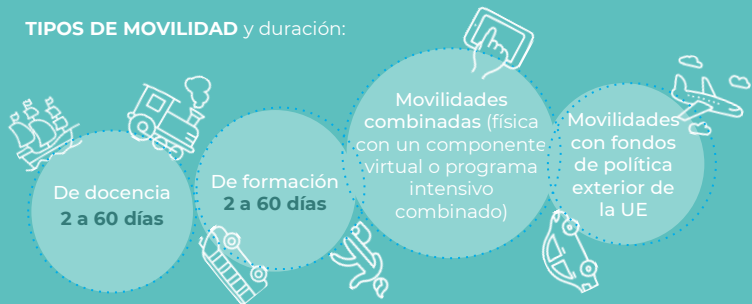 TIPOS DE MOVILIDAD y duración:
De docencia
2 a 60 días
De formación
2 a 60 días
Movilidades
combinadas (física
con un componente
virtual o programa
intensivo
combinado)
Movilidades
con fondos
de política
exterior de
la UE